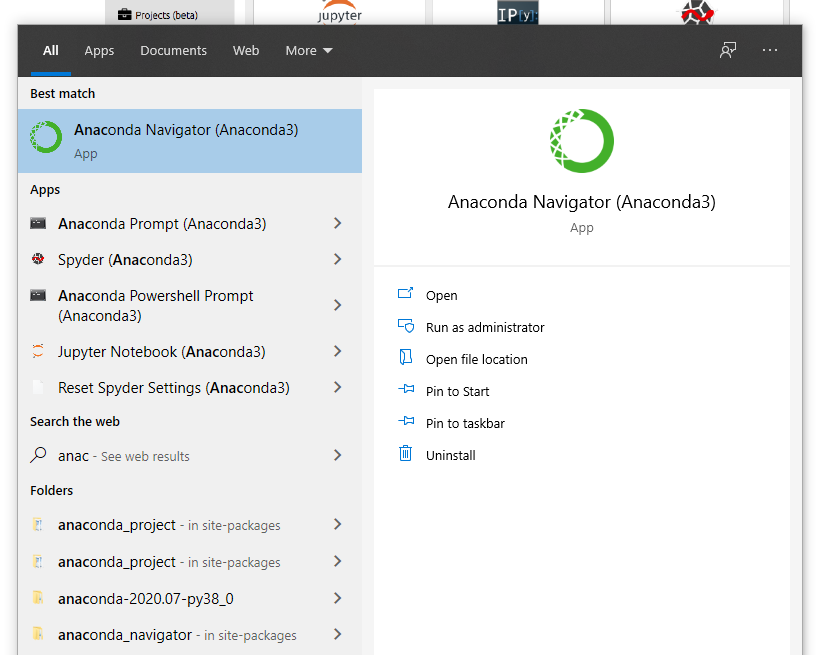 Projects (beta)
jupyter
IP[y]:
All Apps Documents Web More
Best match
Anaconda Navigator (Anaconda3)
App
Apps
Anaconda Prompt (Anaconda3)
Spyder (Anaconda3)
Anaconda Powershell Prompt
(Anaconda3)
Jupyter Notebook (Anaconda3)
Reset Spyder Settings (Anaconda3)
Search the web
anac - See web results
Folders
anaconda_project - in site-packages
anaconda_project - in site-packages
anaconda-2020.07-py38_0
anaconda_navigator - in site-packages
Anaconda Navigator (Anaconda3)
App
Open
Run as administrator
Open file location
Pin to Start
Pin to taskbar
Uninstall